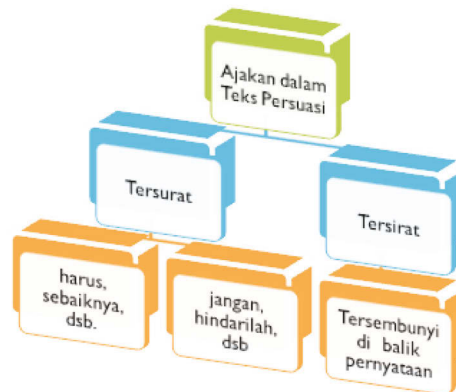 Ajakan dalam
Teks Persuasi
Tersurat
Tersirat
harus,
sebaiknya,
dsb.
jangan,
hindarilah,
dsb
Tersembunyi
di balik
pernyataan